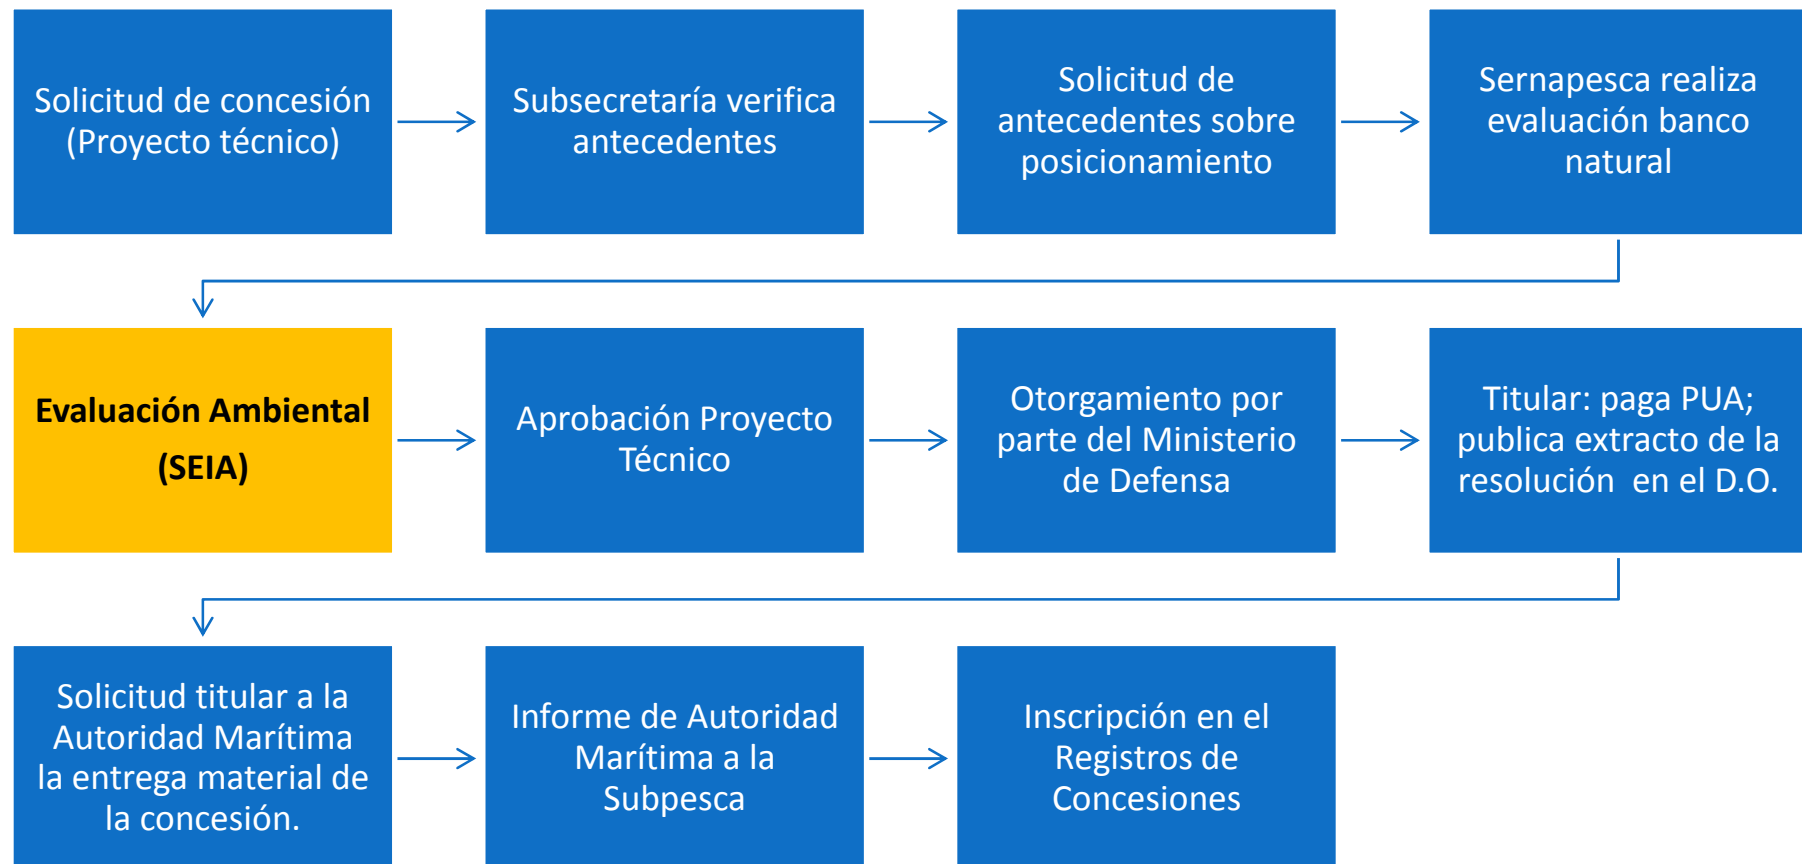 Solicitud de concesión
(Proyecto técnico)
Subsecretaría verifica
antecedentes
Solicitud de
antecedentes sobre
posicionamiento
Sernapesca realiza
evaluación banco
natural
Evaluación Ambiental
(SEIA)
Aprobación Proyecto
Técnico
Otorgamiento por
parte del Ministerio
de Defensa
Titular: paga PUA;
publica extracto de la
resolución  en el D.O.
Solicitud titular a la
Autoridad Marítima
la entrega material de
la concesión.
Informe de Autoridad
Marítima a la
Subpesca
Inscripción en el
Registros de
Concesiones